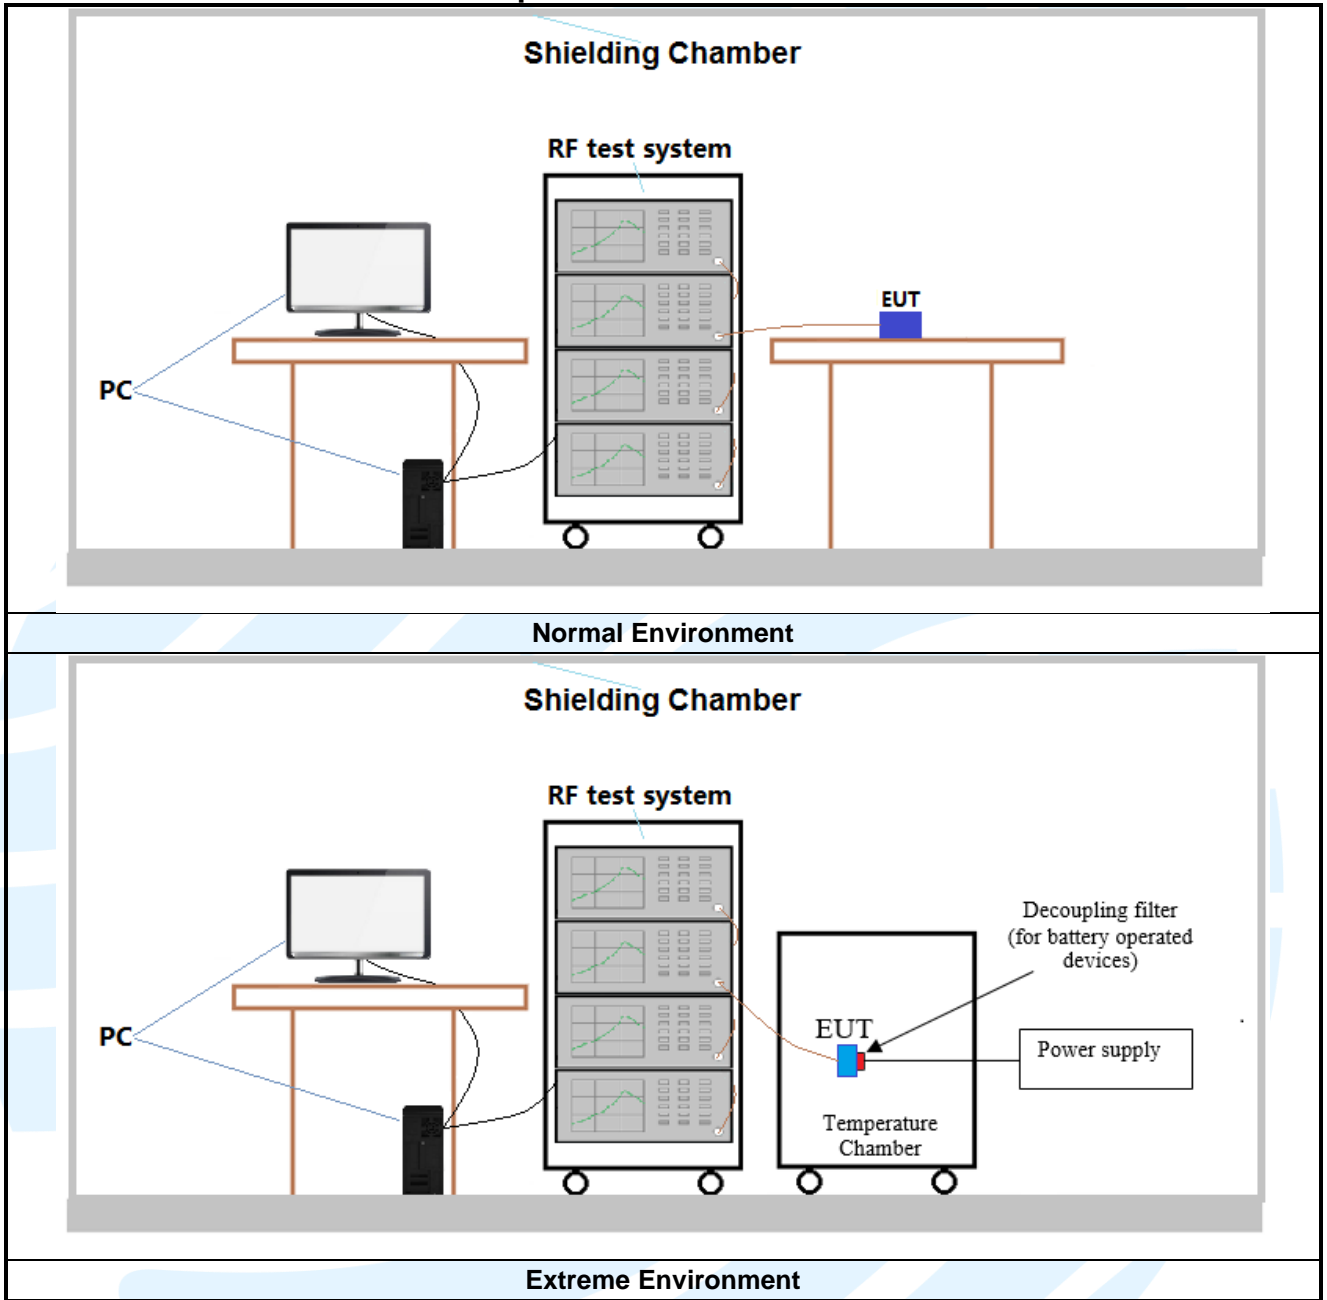 Shielding Chamber
RF test system
EUT
PC
Normal Environment
Shielding Chamber
RF test system
Decoupling filter
(for battery operated
devices)
EUT
Power supply
PC
Temperature
Chamber
Extreme Environment